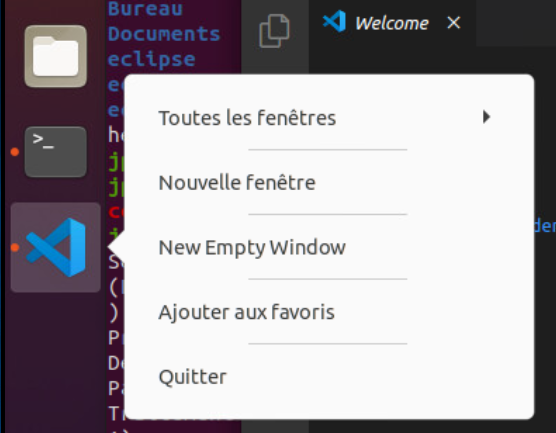 Bureau
Documents
eclipse
Welcome
>_
Toutes les fenêtres
Nouvelle fenêtre
New Empty Window
Ajouter aux favoris
Quitter